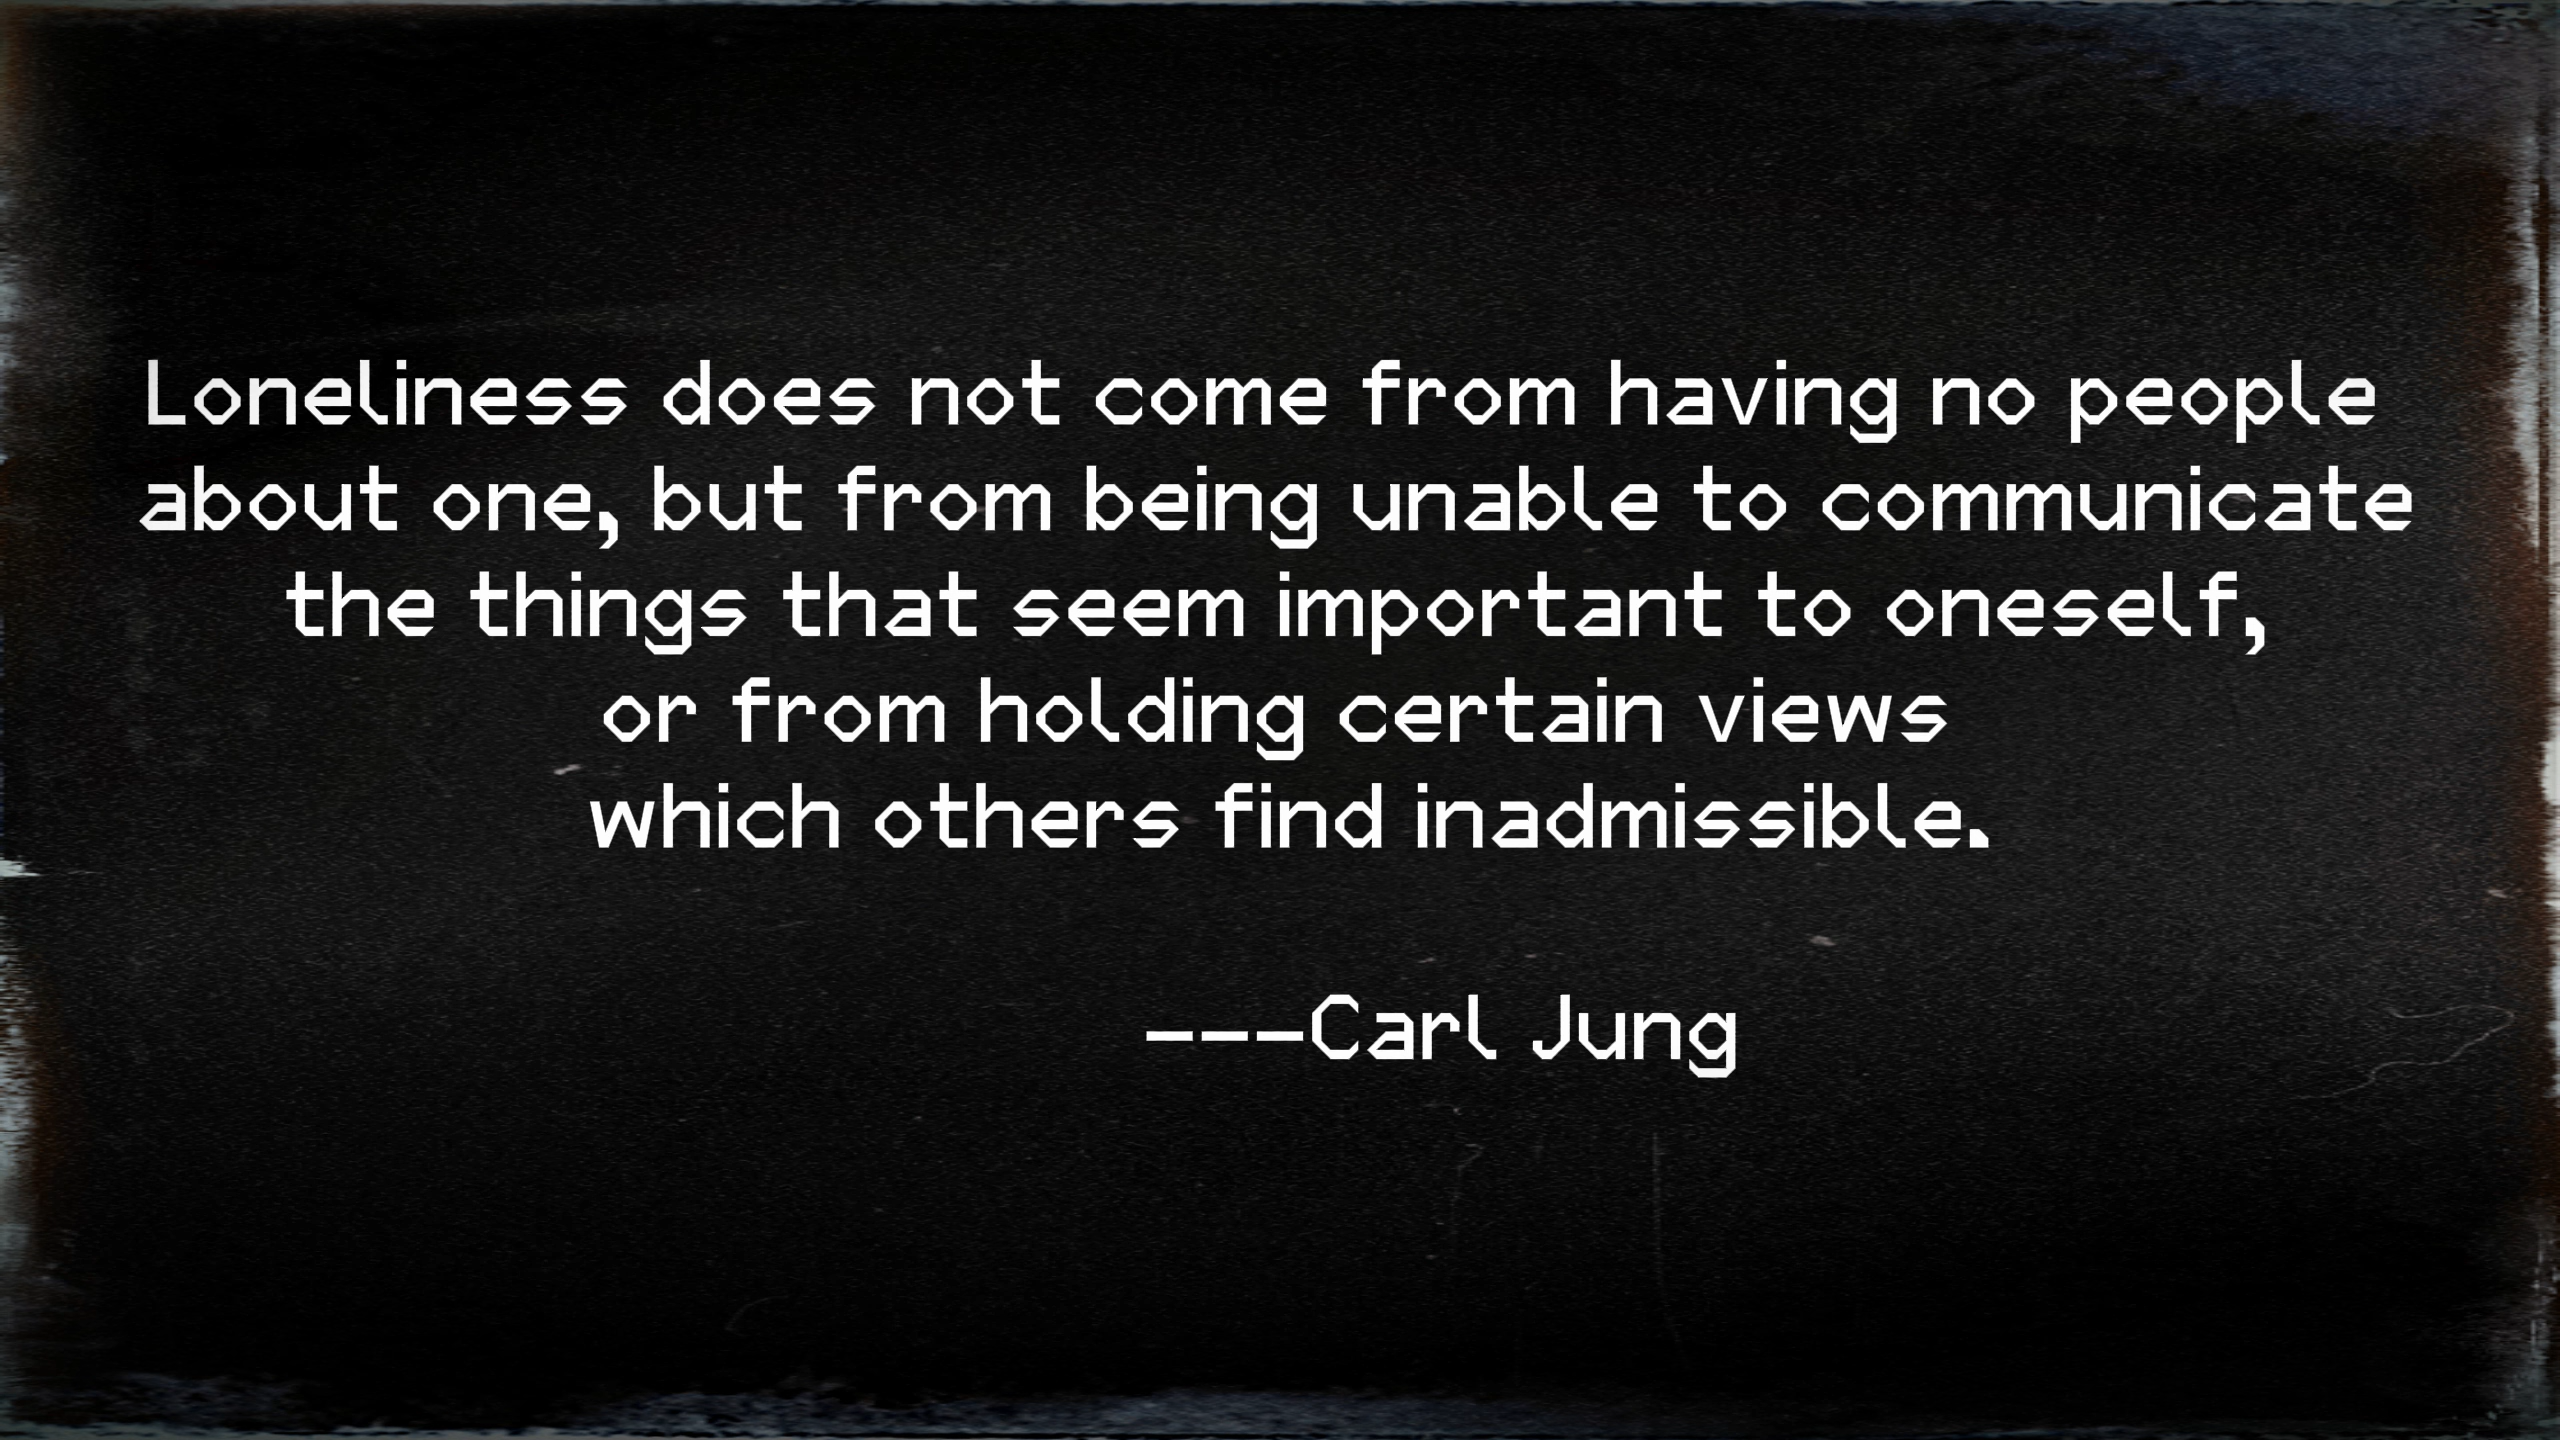 Loneliness does not come from having no people
about one, but from being unable to communicate
the things that seem important to oneself,
or from holding certain views
which others find inadmissible.
---Carl Jung